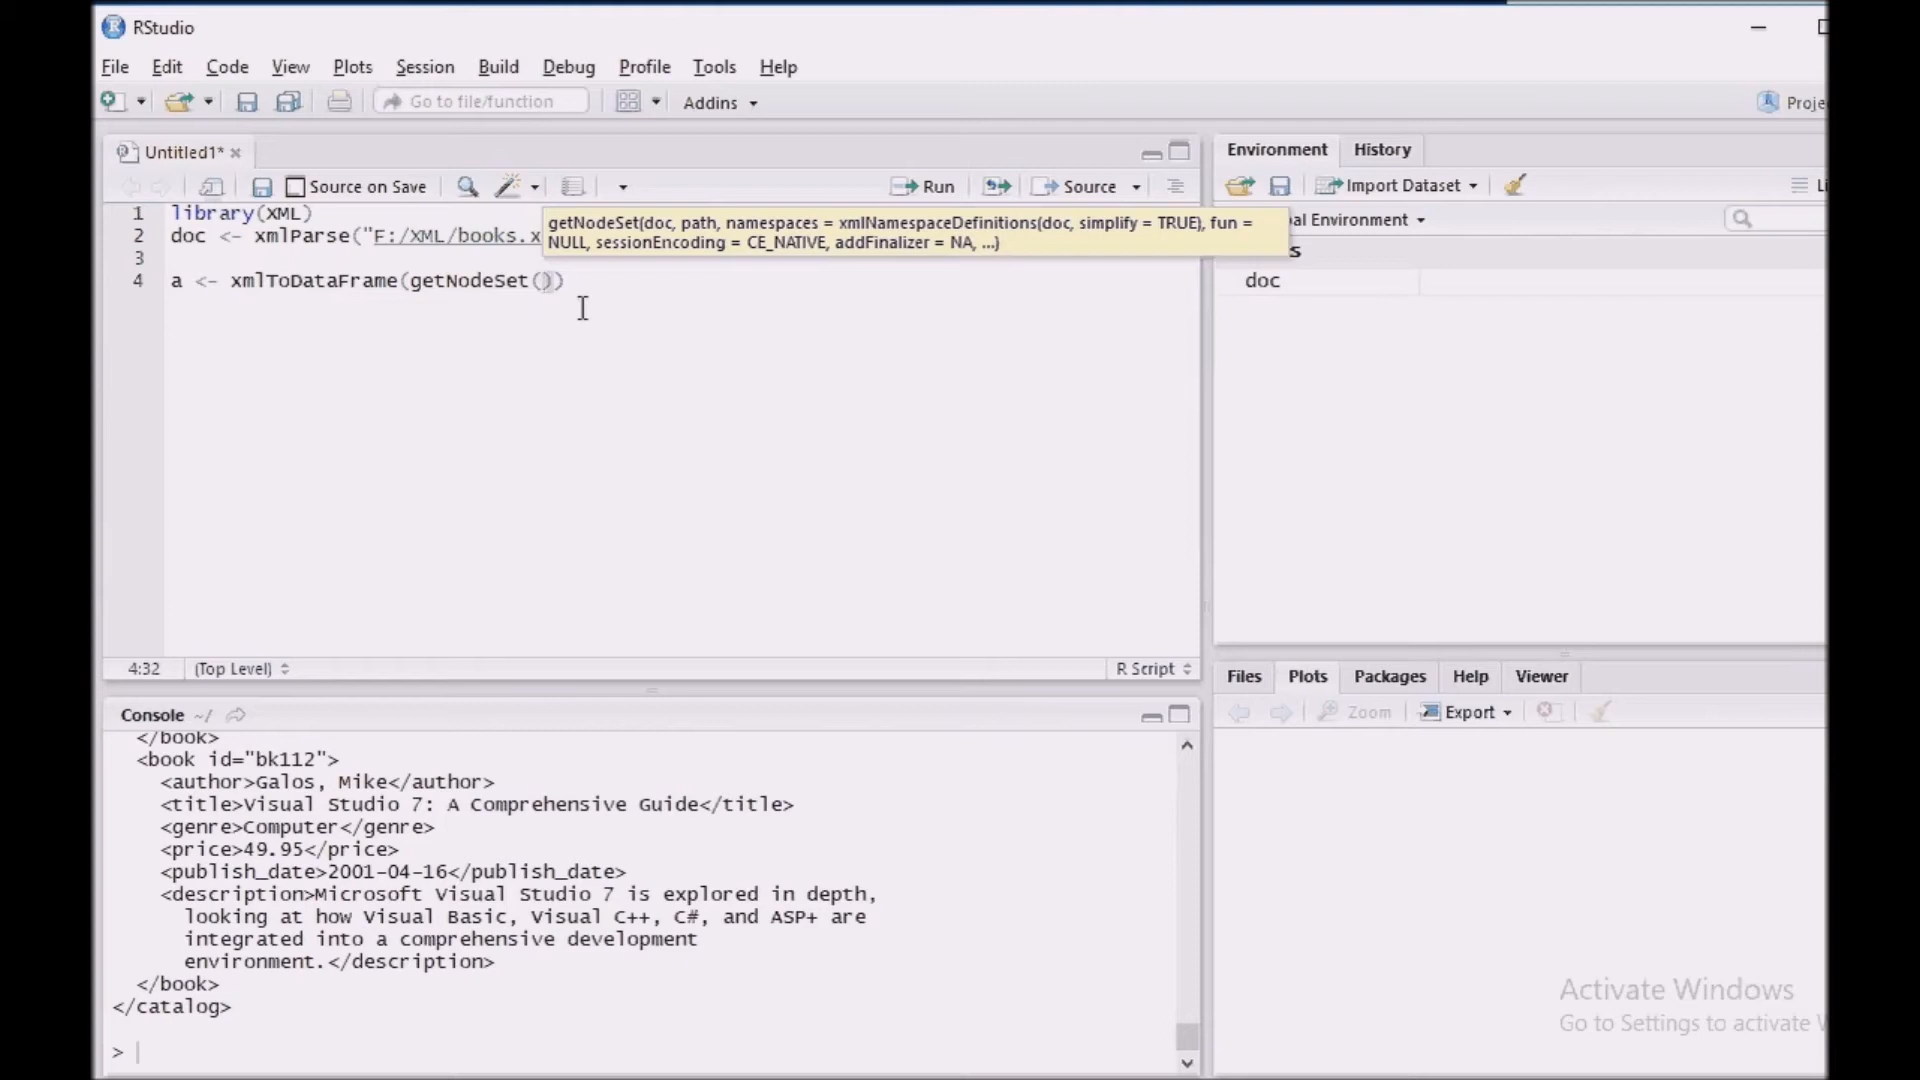 RStudio
File Edit Code View Plots Session Build Debug Profile Tools Help
Go to file/function Addins
Untitled1*
Source on Save Run Source
1 library(XML)
2 doc <- xmlParse("F:/XML/books.x
3
4 a <- xmlToDataFrame(getNodeSet())
getNodeSet(doc, path, namespaces = xmlNamespaceDefinitions(doc, simplify = TRUE), fun =
NULL, sessionEncoding = CE_NATIVE, addFinalizer = NA, ...)
4:32 (Top Level) R Script
Console ~/
</book>
<book id="bk112">
<author>Galos, Mike</author>
<title>Visual Studio 7: A Comprehensive Guide</title>
<genre>Computer</genre>
<price>49.95</price>
<publish_date>2001-04-16</publish_date>
<description>Microsoft Visual Studio 7 is explored in depth,
looking at how Visual Basic, Visual C++, C#, and ASP+ are
integrated into a comprehensive development
environment.</description>
</book>
</catalog>
>
Environment History
Import Dataset
Environment
doc
Files Plots Packages Help Viewer
Zoom Export
Activate Windows
Go to Settings to activate